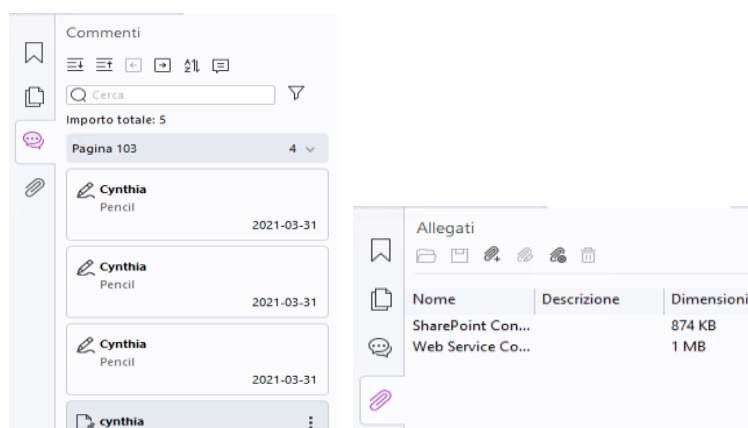 Commenti
Cerca
Importo totale: 5
Pagina 103 4
Cynthia
Pencil
2021-03-31
Cynthia
Pencil
2021-03-31
Cynthia
Pencil
2021-03-31
cynthia
Allegati
Nome Descrizione Dimensioni
SharePoint Con... 874 KB
Web Service Co... 1 MB